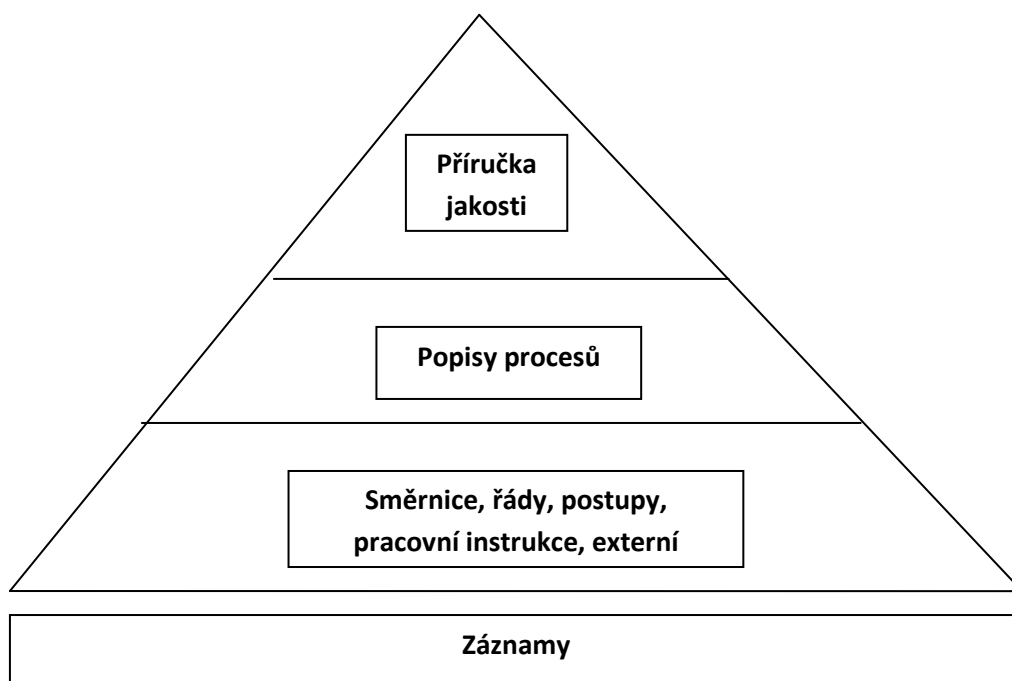 Příručka
jakosti
Popisy procesů
Směrnice, řády, postupy,
pracovní instrukce, externí
Záznamy